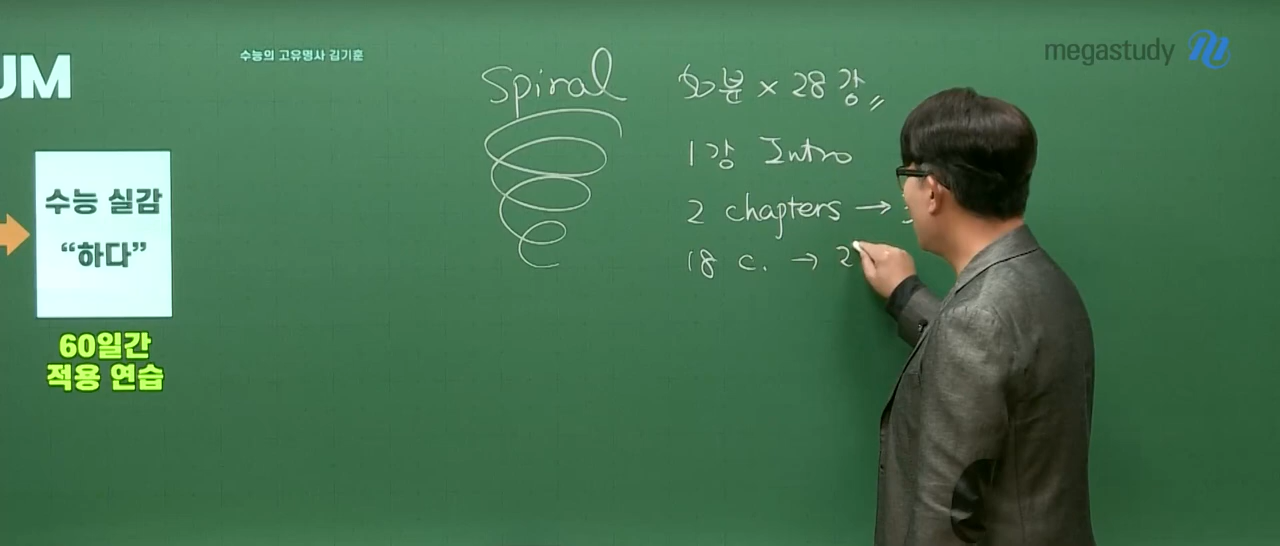 UM
수능의 고유명사 김기훈
megastudy
수능 실감
“하다”
60일간
적용 연습
Spiral
50분 × 28강
1강 Intro
2 chapters →
18 c. → 2